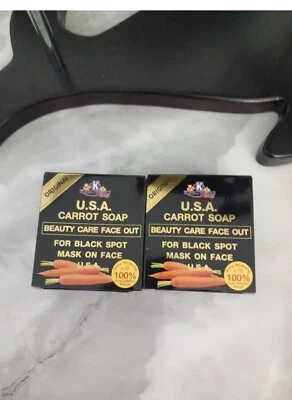 ORIGINAL
K
U.S.A.
CARROT SOAP
BEAUTY CARE FACE OUT
FOR BLACK SPOT
MASK ON FACE
U.S.A
100%
ORIGINAL
K
U.S.A.
CARROT SOAP
BEAUTY CARE FACE OUT
FOR BLACK SPOT
MASK ON FACE
U.S.A
100%